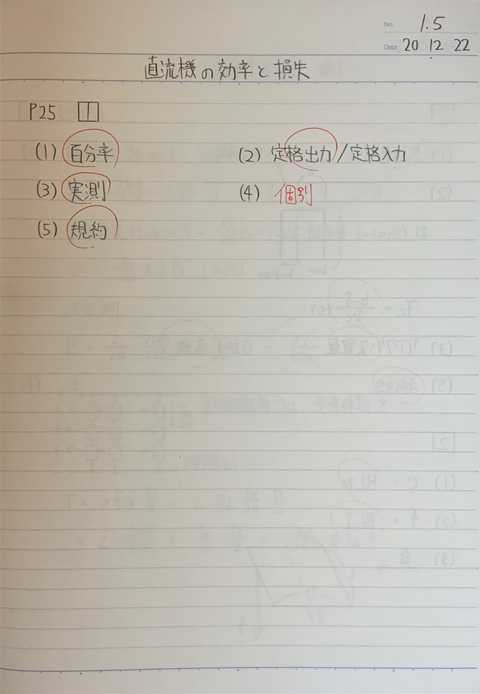 No. 1.5
Date 20 12 22
直流機の効率と損失
P25 1
(1) 百分率 (2) 定格出力/定格入力
(3) 実測 (4) 個別
(5) 規約